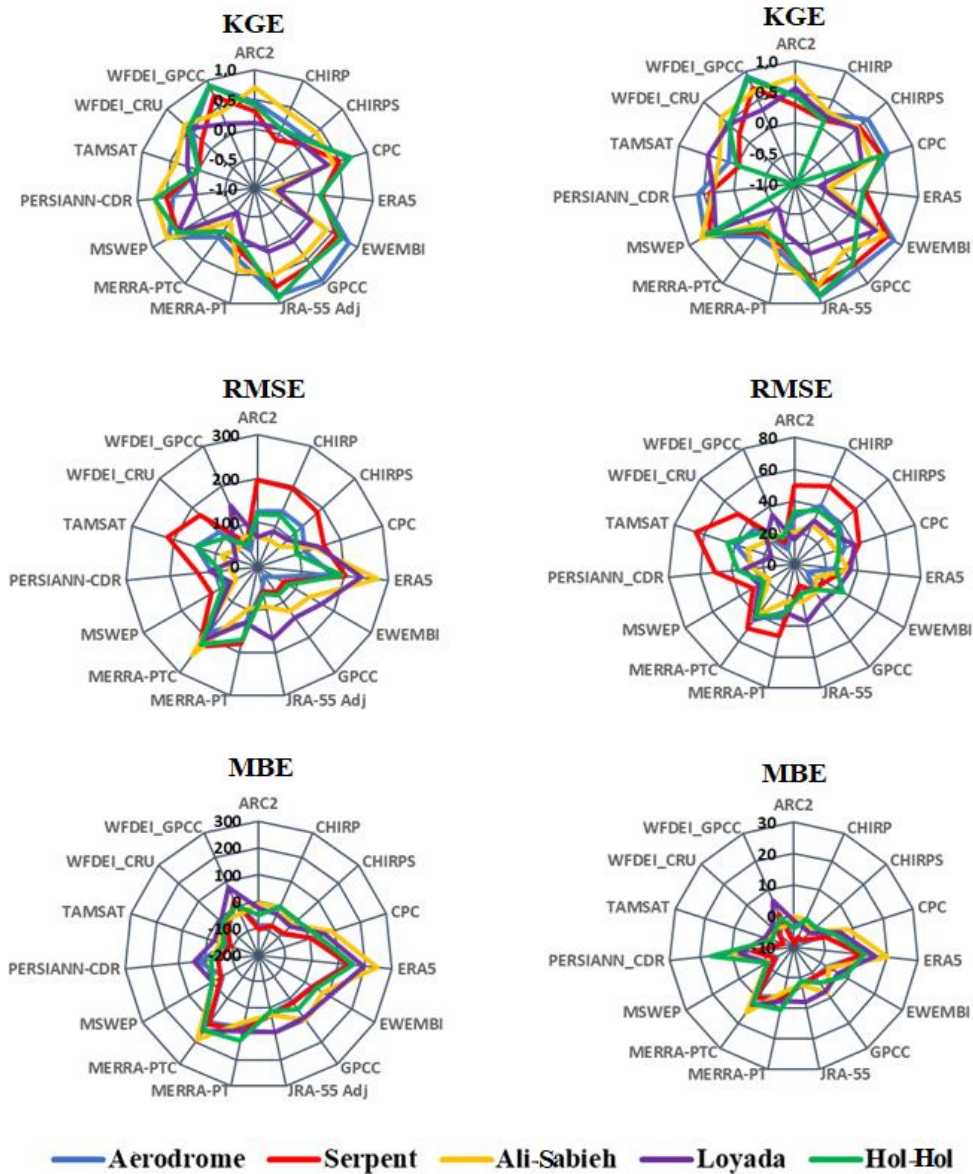 KGE
ARC2
1,0
WFDEI_GPCC
CHIRP
0,5
WFDEI_CRU
CHIRPS
0,0
TAMSAT
-0,5
CPC
-1,0
PERSIANN-CDR
ERA5
MSWEP
EWEMBI
MERRA-PTC
GPCC
MERRA-PT
JRA-55 Adj
KGE
ARC2
1,0
WFDEI_GPCC
CHIRP
0,5
WFDEI_CRU
CHIRPS
0,0
TAMSAT
-0,5
CPC
-1,0
PERSIANN_CDR
ERA5
MSWEP
EWEMBI
MERRA-PTC
GPCC
MERRA-PT
JRA-55
RMSE
ARC2
300
WFDEI_GPCC
CHIRP
200
WFDEI_CRU
CHIRPS
100
TAMSAT
CPC
0
PERSIANN-CDR
ERA5
MSWEP
EWEMBI
MERRA-PTC
GPCC
MERRA-PT
JRA-55 Adj
RMSE
ARC2
80
WFDEI_GPCC
CHIRP
60
WFDEI_CRU
CHIRPS
40
TAMSAT
20
CPC
0
PERSIANN_CDR
ERA5
MSWEP
EWEMBI
MERRA-PTC
GPCC
MERRA-PT
JRA-55
MBE
ARC2
300
WFDEI_GPCC
CHIRP
200
WFDEI_CRU
100
CHIRPS
0
TAMSAT
CPC
-100
-200
PERSIANN-CDR
ERA5
MSWEP
EWEMBI
MERRA-PTC
GPCC
MERRA-PT
JRA-55 Adj
MBE
ARC2
30
WFDEI_GPCC
CHIRP
20
WFDEI_CRU
CHIRPS
10
TAMSAT
0
CPC
-10
PERSIANN_CDR
ERA5
MSWEP
EWEMBI
MERRA-PTC
GPCC
MERRA-PT
JRA-55
Aerodrome Serpent Ali-Sabieh Loyada Hol-Hol